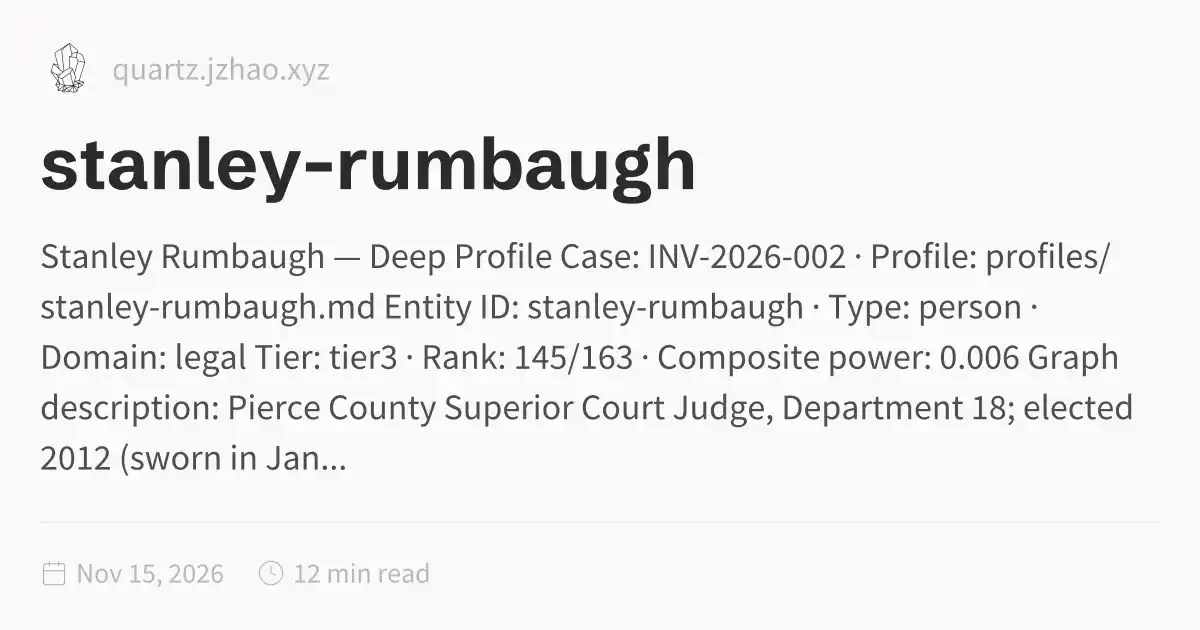 quartz.jzhao.xyz
stanley-rumbaugh
Stanley Rumbaugh — Deep Profile Case: INV-2026-002 · Profile: profiles/
stanley-rumbaugh.md Entity ID: stanley-rumbaugh · Type: person ·
Domain: legal Tier: tier3 · Rank: 145/163 · Composite power: 0.006 Graph
description: Pierce County Superior Court Judge, Department 18; elected
2012 (sworn in Jan...
Nov 15, 2026 12 min read